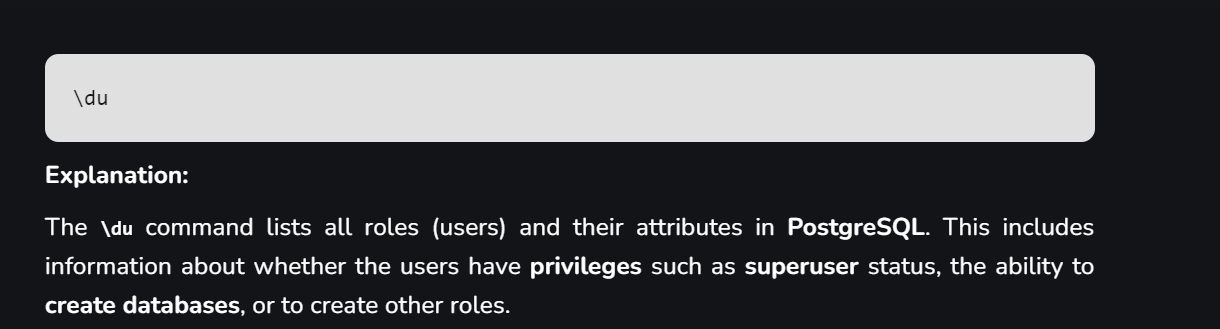 \du
Explanation:
The \du command lists all roles (users) and their attributes in PostgreSQL. This includes
information about whether the users have privileges such as superuser status, the ability to
create databases, or to create other roles.